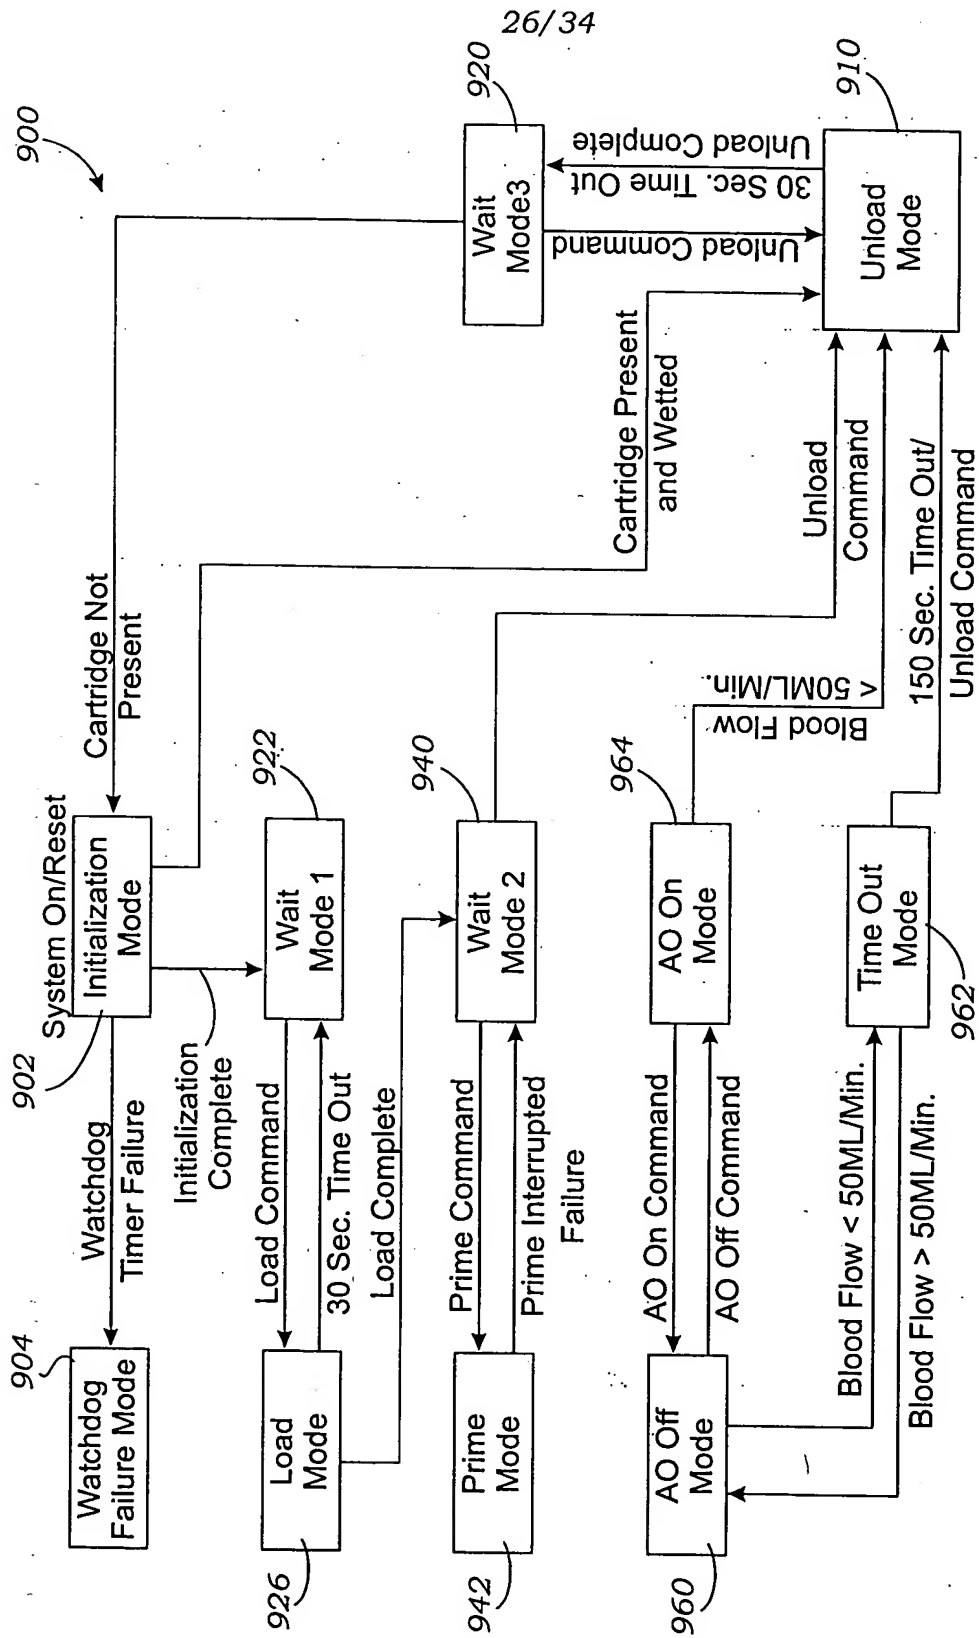 26/34
900
System On/Reset
902
Initialization
Mode
Watchdog
Timer Failure
904
Watchdog
Failure Mode
Cartridge Not
Present
Initialization
Complete
922
Wait
Mode 1
Load Command
30 Sec. Time Out
Load
Mode
926
Load Complete
920
Wait
Mode3
Unload Command
30 Sec. Time Out
Unload Complete
Cartridge Present
and Wetted
940
Wait
Mode 2
Prime Command
Prime Interrupted
Failure
Prime
Mode
942
Unload
Command
910
Unload
Mode
964
AO On
Mode
AO On Command
AO Off Command
AO Off
Mode
960
Blood Flow
< 50ML/Min.
Blood Flow < 50ML/Min.
Blood Flow > 50ML/Min.
Time Out
Mode
962
150 Sec. Time Out/
Unload Command